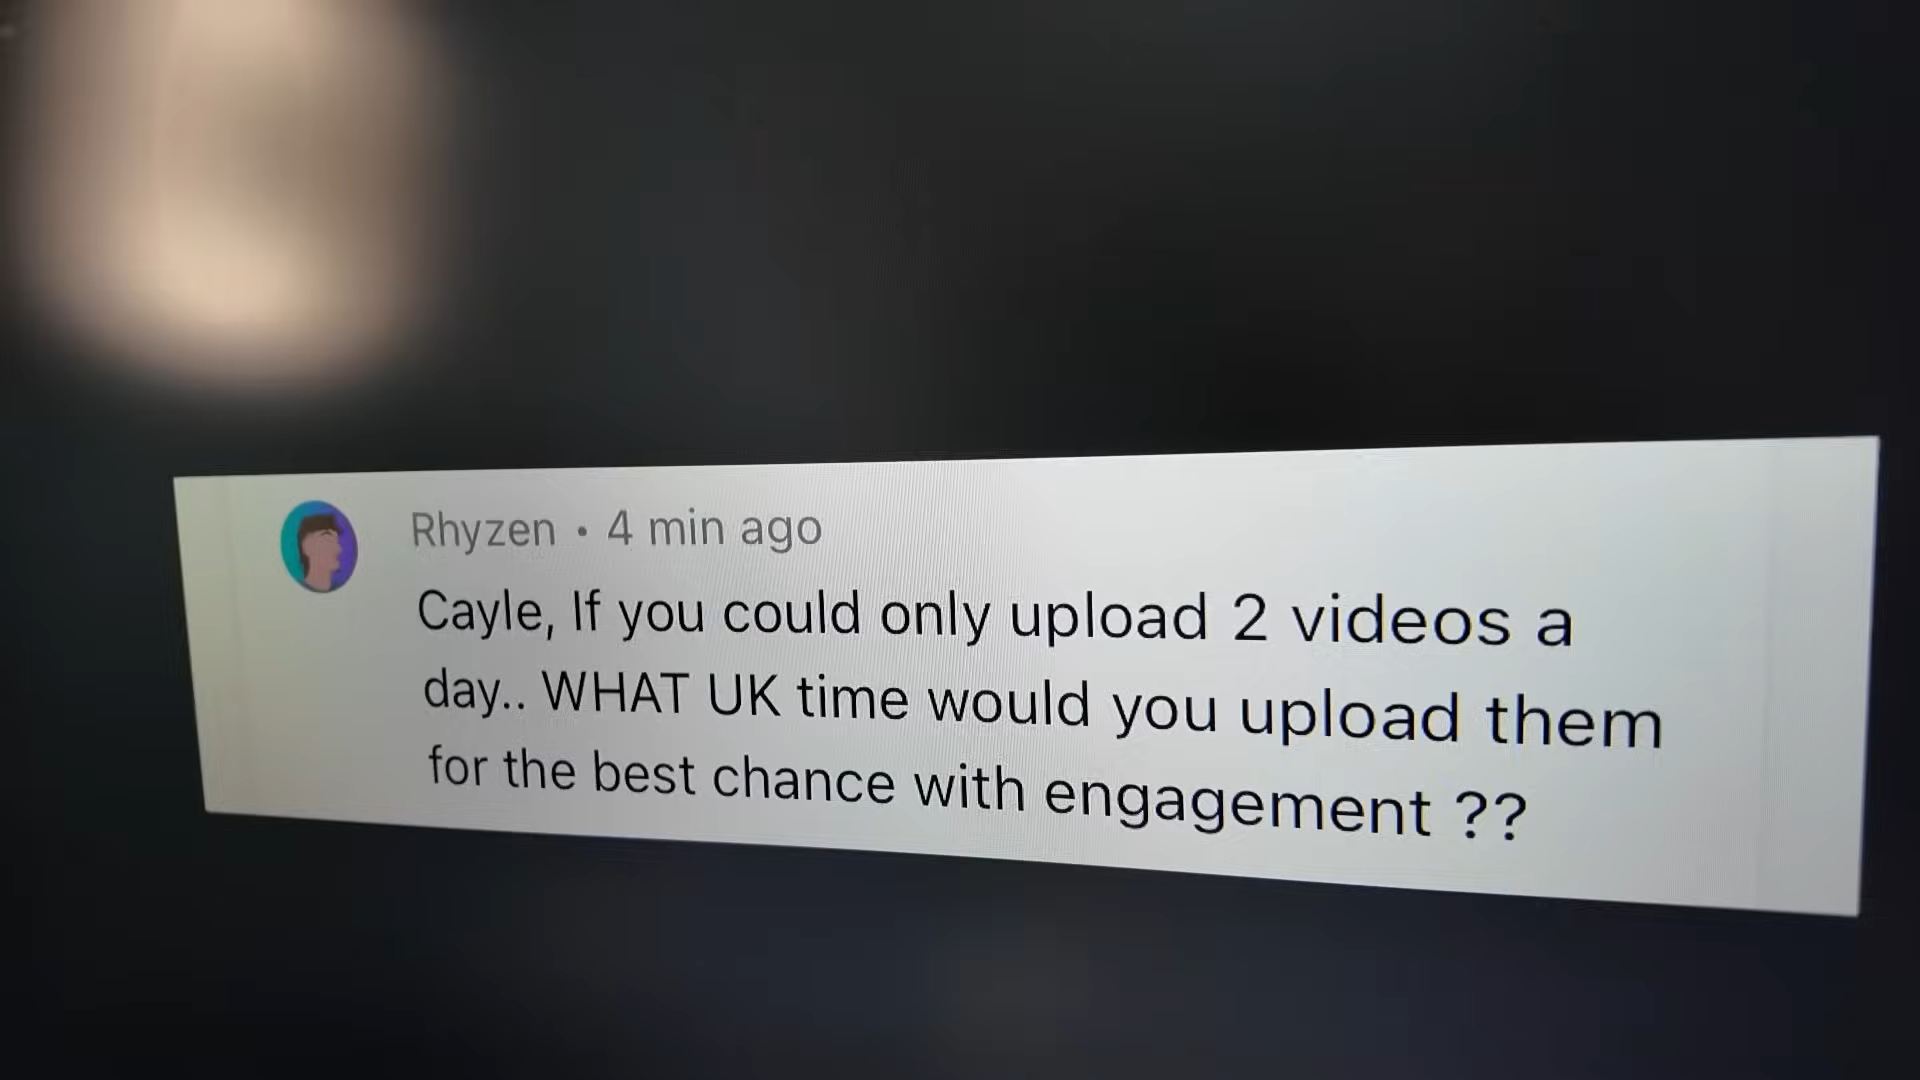 Rhyzen • 4 min ago
Cayle, If you could only upload 2 videos a
day.. WHAT UK time would you upload them
for the best chance with engagement ??